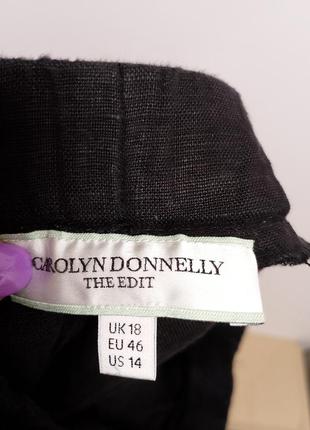 CAROLYN DONNELLY
THE EDIT
UK 18
EU 46
US 14